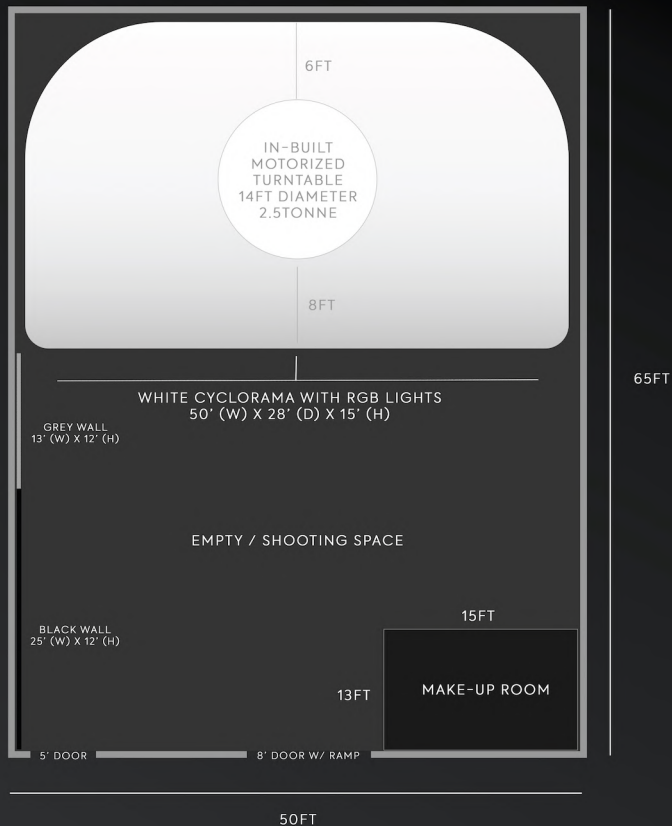 6FT
IN-BUILT
MOTORIZED
TURNTABLE
14FT DIAMETER
2.5TONNE
8FT
65FT
WHITE CYCLORAMA WITH RGB LIGHTS
50' (W) X 28' (D) X 15' (H)
GREY WALL
13' (W) X 12' (H)
EMPTY / SHOOTING SPACE
15FT
BLACK WALL
25' (W) X 12' (H)
13FT
MAKE-UP ROOM
5' DOOR
8' DOOR W/ RAMP
50FT